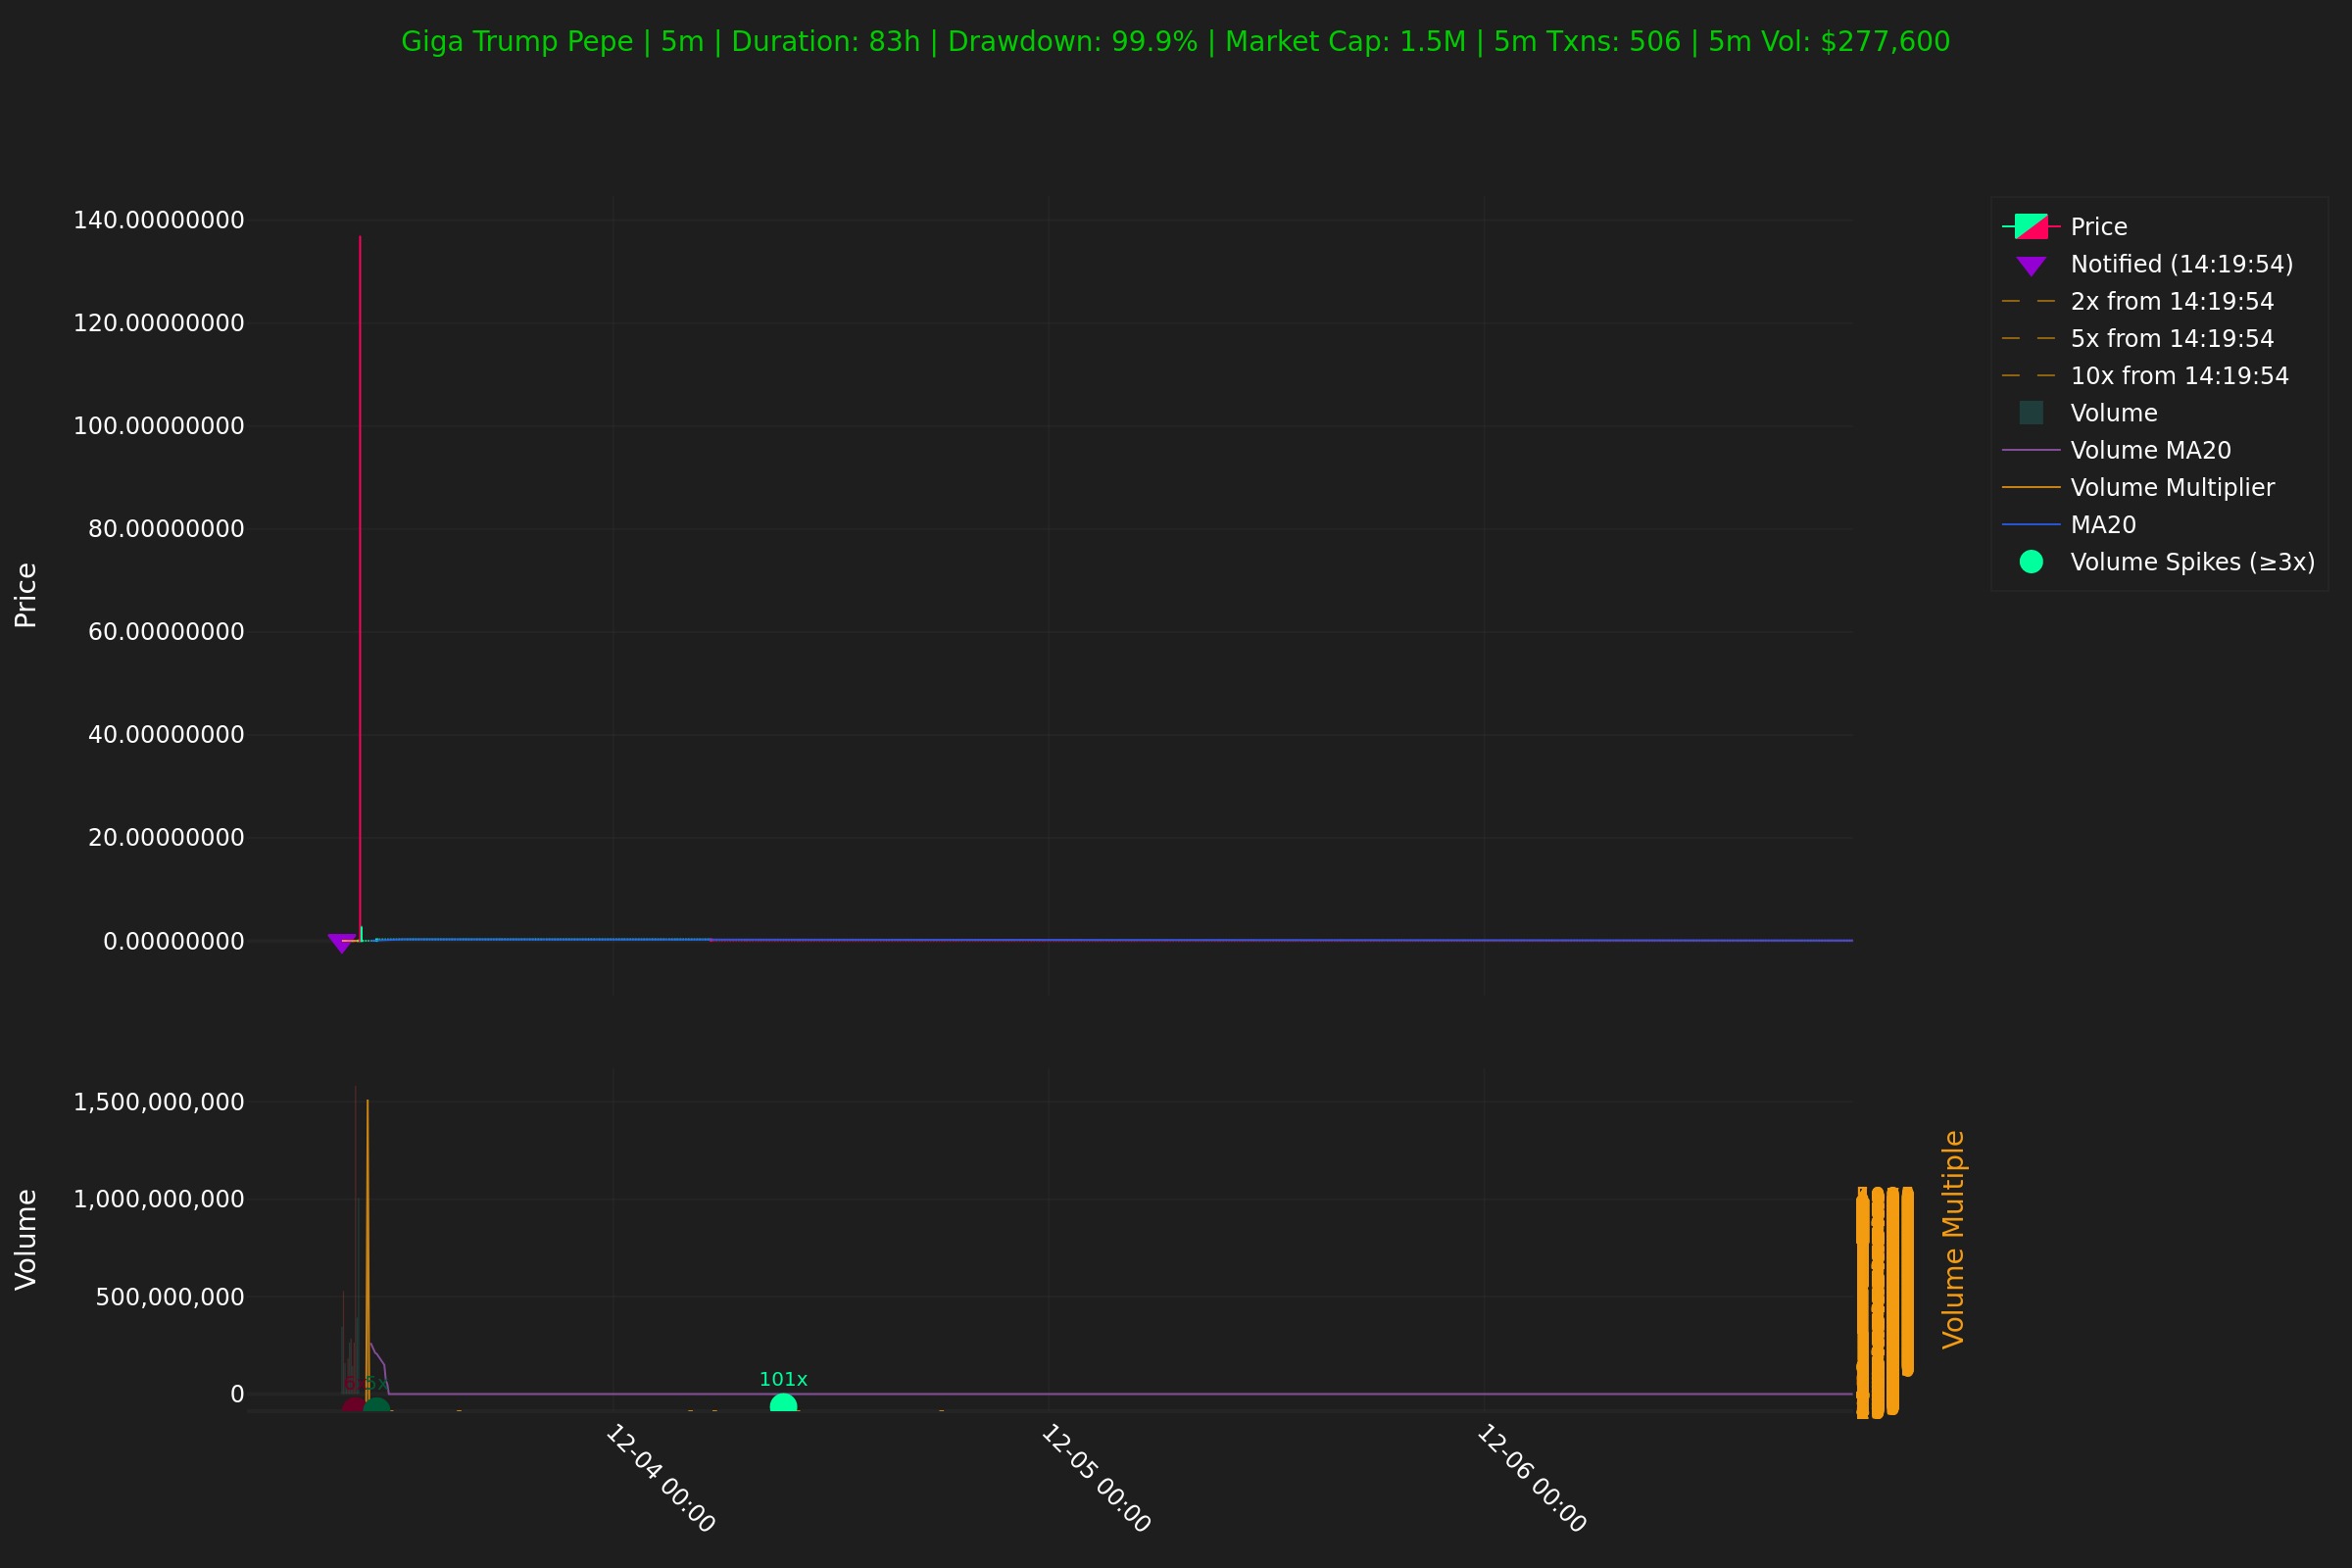 Giga Trump Pepe | 5m | Duration: 83h | Drawdown: 99.9% | Market Cap: 1.5M | 5m Txns: 506 | 5m Vol: $277,600
Price
140.00000000
120.00000000
100.00000000
80.00000000
60.00000000
40.00000000
20.00000000
0.00000000
Price
Notified (14:19:54)
2x from 14:19:54
5x from 14:19:54
10x from 14:19:54
Volume
Volume MA20
Volume Multiplier
MA20
Volume Spikes (≥3x)
Volume
1,500,000,000
1,000,000,000
500,000,000
0
5x
101x
Volume Multiple
12-04 00:00
12-05 00:00
12-06 00:00